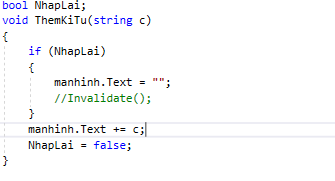 bool NhapLai;
void ThemKiTu(string c)
{
    if (NhapLai)
    {
        manhinh.Text = "";
        //Invalidate();
    }
    manhinh.Text += c;
    NhapLai = false;
}